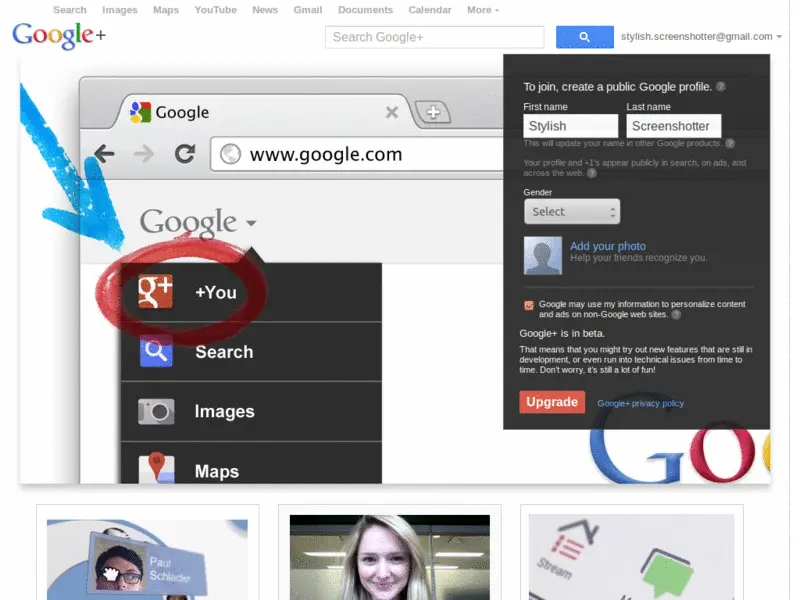 Search Images Maps YouTube News Gmail Documents Calendar More
Google+
Search Google+
stylish.screenshotter@gmail.com
Google
www.google.com
Google
+You
Search
Images
Maps
To join, create a public Google profile. ?
First name Last name
Stylish Screenshotter
This will update your name in other Google products. ?
Your profile and +1's appear publicly in search, on ads, and
across the web. ?
Gender
Select
Add your photo
Help your friends recognize you.
Google may use my information to personalize content
and ads on non-Google web sites. ?
Google+ is in beta.
That means that you might try out new features that are still in
development, or even run into technical issues from time to
time. Don't worry, it's still a lot of fun!
Upgrade Google+ privacy policy
Paul
Schlacter
Stream